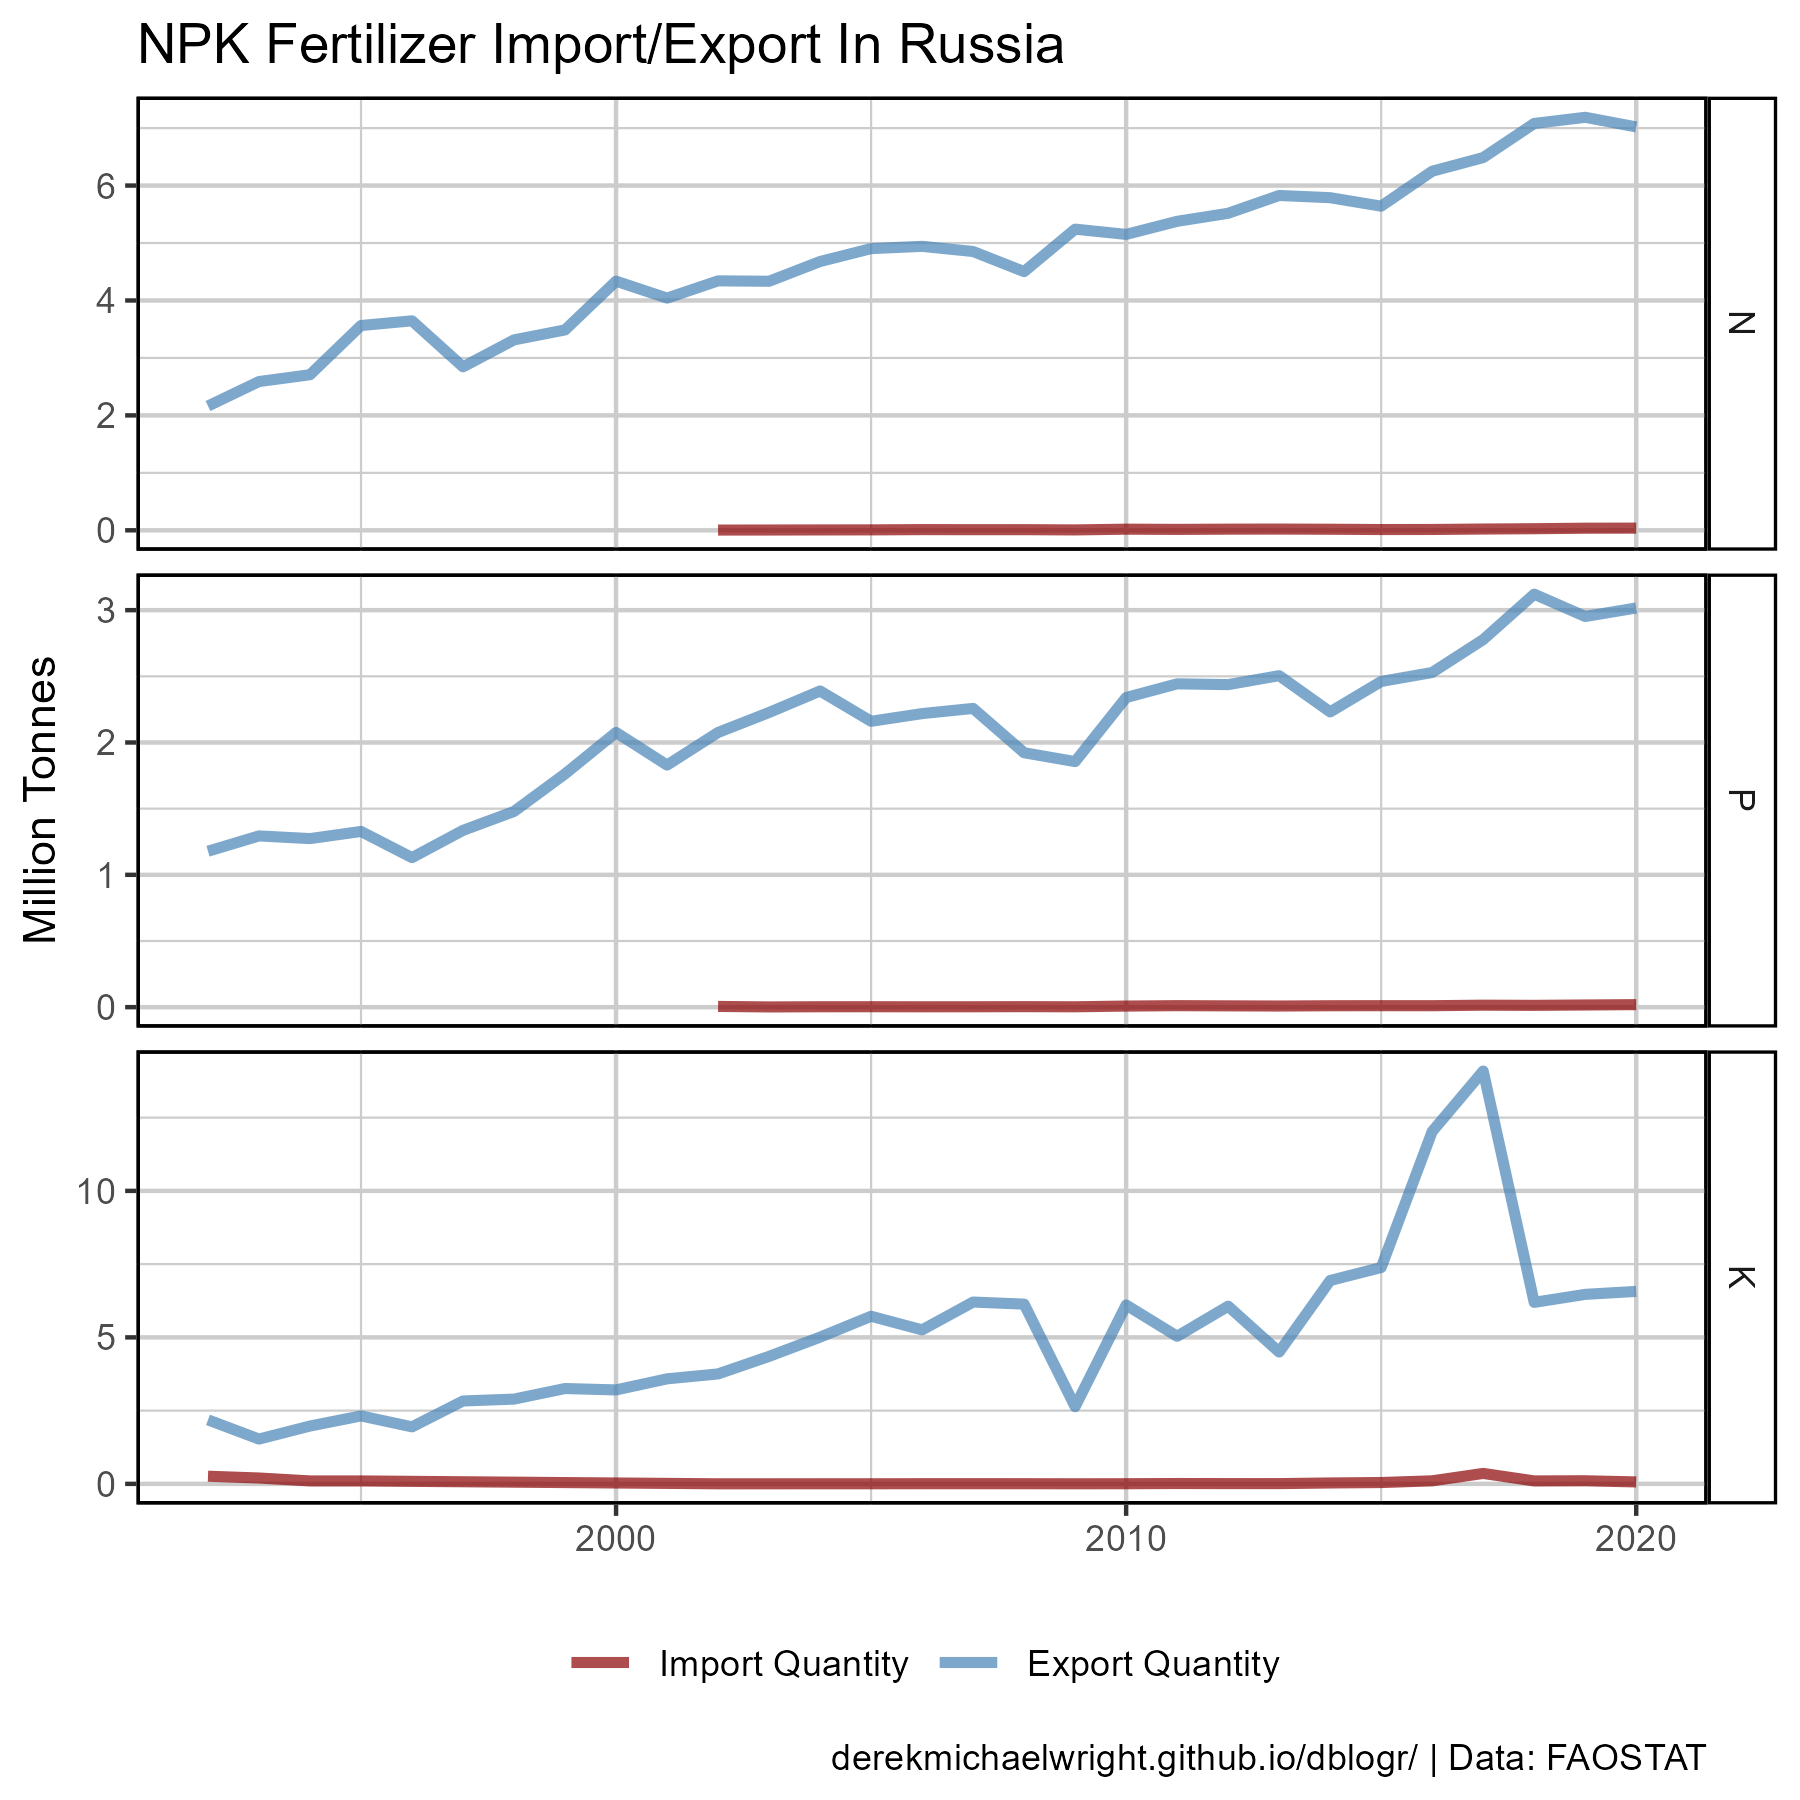 NPK Fertilizer Import/Export In Russia
6
4
2
0
N
Million Tonnes
3
2
1
0
P
10
5
0
K
2000 2010 2020
Import Quantity Export Quantity
derekmichaelwright.github.io/dblogr/ | Data: FAOSTAT